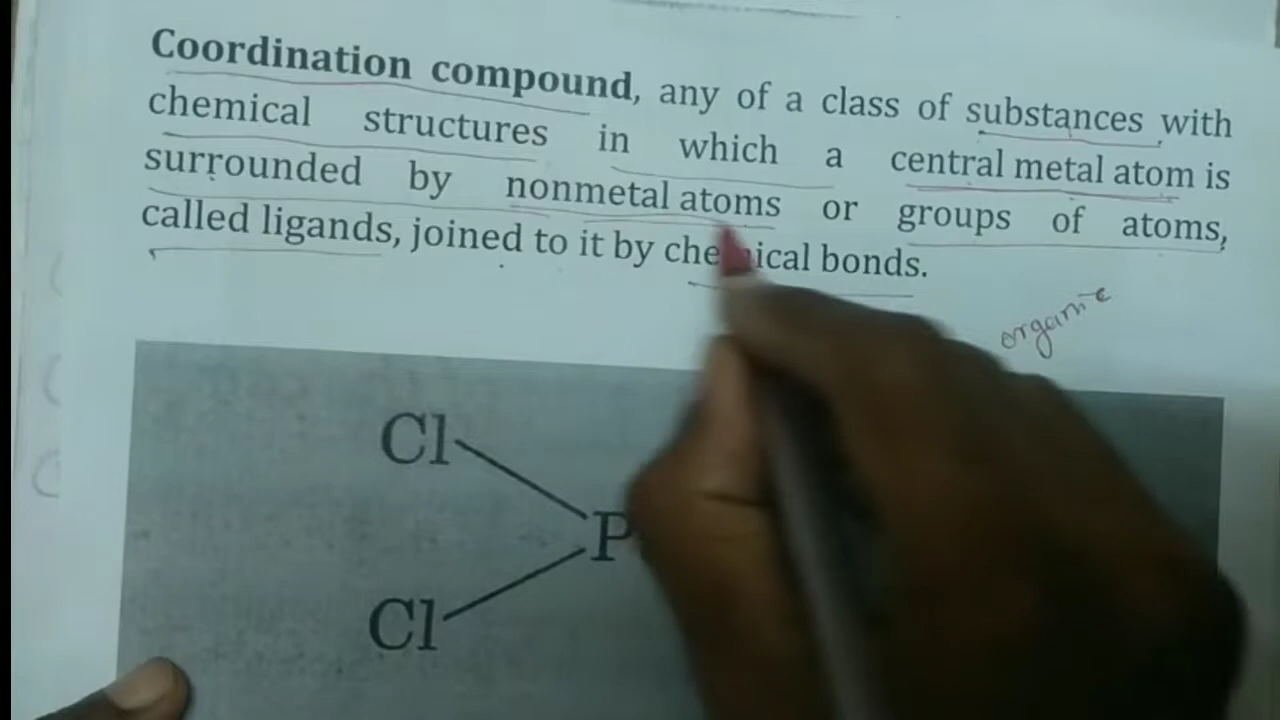 Coordination compound, any of a class of substances with
chemical structures in which a central metal atom is
surrounded by nonmetal atoms or groups of atoms,
called ligands, joined to it by chemical bonds.
organic
Cl
P
Cl